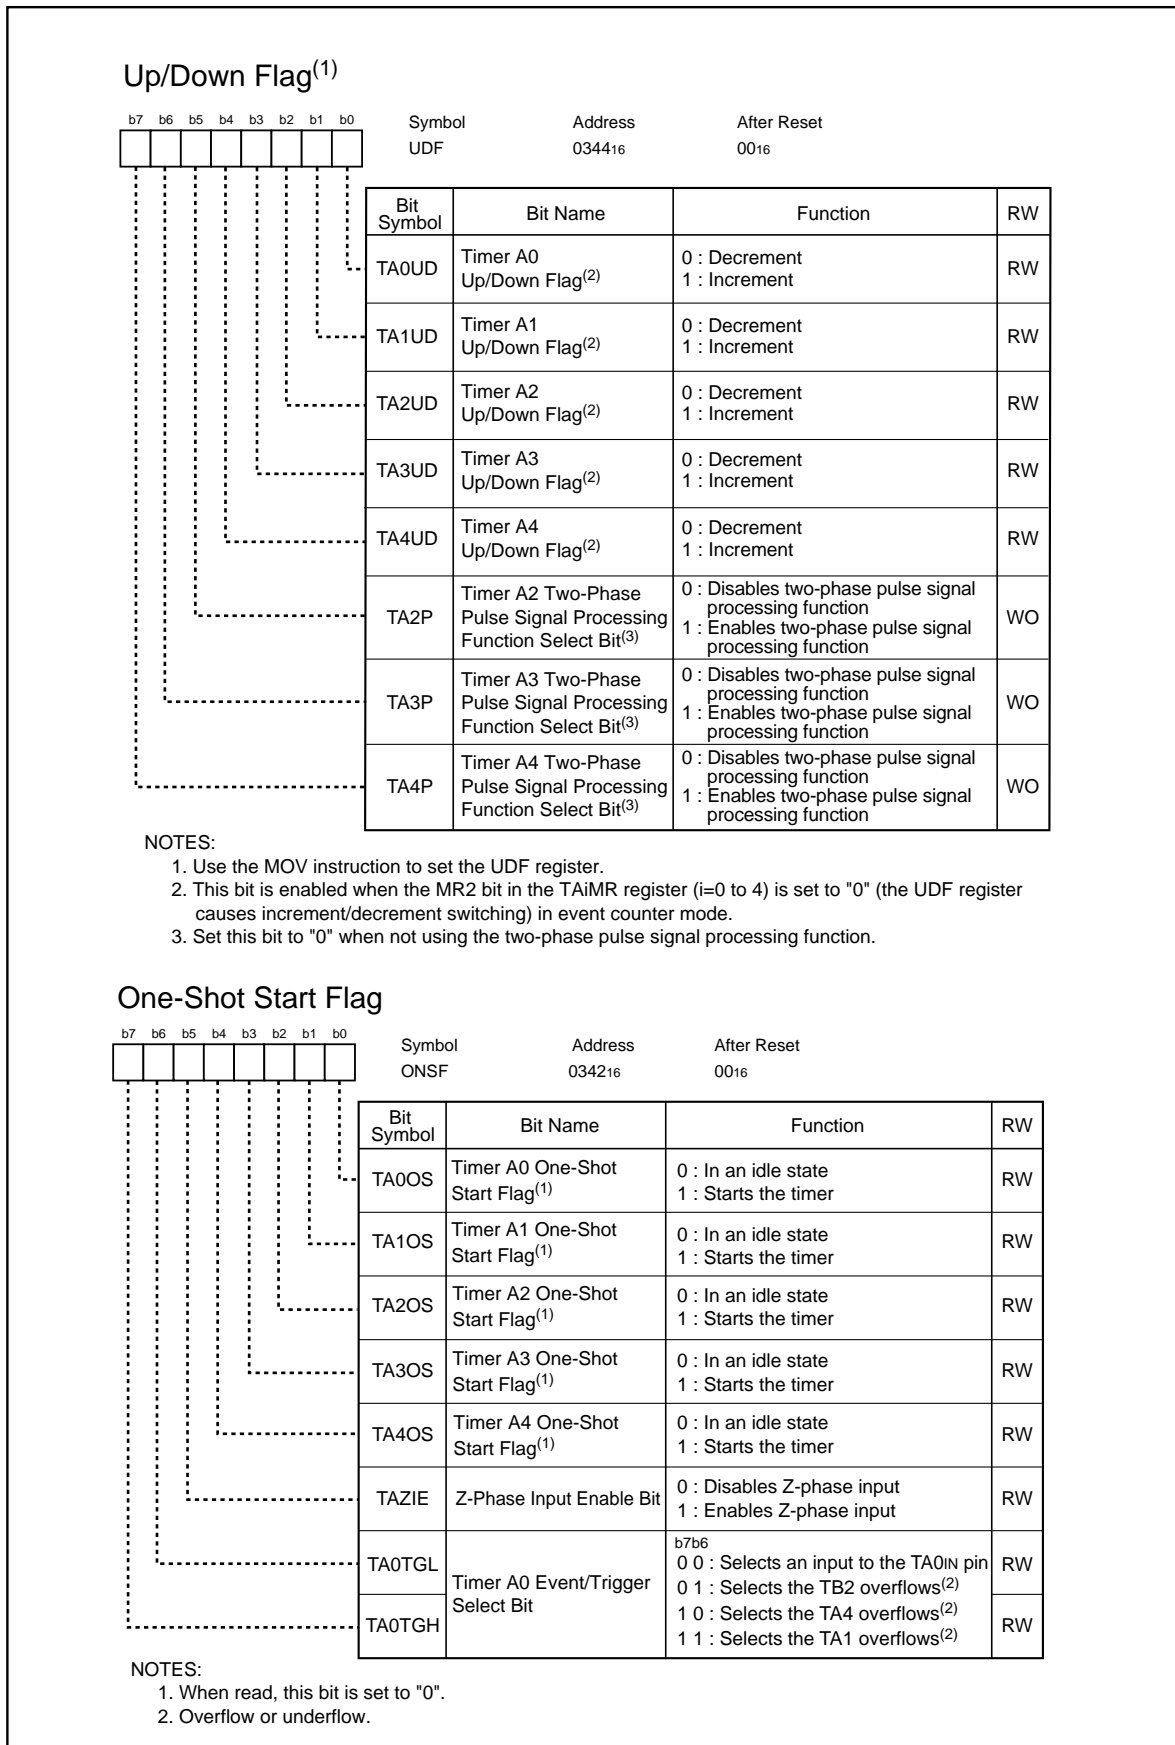 Up/Down Flag(1)
b7 b6 b5 b4 b3 b2 b1 b0
Symbol Address After Reset
UDF 034416 0016
Bit Symbol Bit Name Function RW
TA0UD Timer A0 Up/Down Flag(2) 0 : Decrement 1 : Increment RW
TA1UD Timer A1 Up/Down Flag(2) 0 : Decrement 1 : Increment RW
TA2UD Timer A2 Up/Down Flag(2) 0 : Decrement 1 : Increment RW
TA3UD Timer A3 Up/Down Flag(2) 0 : Decrement 1 : Increment RW
TA4UD Timer A4 Up/Down Flag(2) 0 : Decrement 1 : Increment RW
TA2P Timer A2 Two-Phase Pulse Signal Processing Function Select Bit(3) 0 : Disables two-phase pulse signal processing function 1 : Enables two-phase pulse signal processing function WO
TA3P Timer A3 Two-Phase Pulse Signal Processing Function Select Bit(3) 0 : Disables two-phase pulse signal processing function 1 : Enables two-phase pulse signal processing function WO
TA4P Timer A4 Two-Phase Pulse Signal Processing Function Select Bit(3) 0 : Disables two-phase pulse signal processing function 1 : Enables two-phase pulse signal processing function WO
NOTES:
1. Use the MOV instruction to set the UDF register.
2. This bit is enabled when the MR2 bit in the TAiMR register (i=0 to 4) is set to "0" (the UDF register
causes increment/decrement switching) in event counter mode.
3. Set this bit to "0" when not using the two-phase pulse signal processing function.
One-Shot Start Flag
b7 b6 b5 b4 b3 b2 b1 b0
Symbol Address After Reset
ONSF 034216 0016
Bit Symbol Bit Name Function RW
TA0OS Timer A0 One-Shot Start Flag(1) 0 : In an idle state 1 : Starts the timer RW
TA1OS Timer A1 One-Shot Start Flag(1) 0 : In an idle state 1 : Starts the timer RW
TA2OS Timer A2 One-Shot Start Flag(1) 0 : In an idle state 1 : Starts the timer RW
TA3OS Timer A3 One-Shot Start Flag(1) 0 : In an idle state 1 : Starts the timer RW
TA4OS Timer A4 One-Shot Start Flag(1) 0 : In an idle state 1 : Starts the timer RW
TAZIE Z-Phase Input Enable Bit 0 : Disables Z-phase input 1 : Enables Z-phase input RW
TA0TGL Timer A0 Event/Trigger Select Bit b7b6 0 0 : Selects an input to the TA0IN pin RW
0 1 : Selects the TB2 overflows(2)
TA0TGH 1 0 : Selects the TA4 overflows(2) RW
1 1 : Selects the TA1 overflows(2)
NOTES:
1. When read, this bit is set to "0".
2. Overflow or underflow.